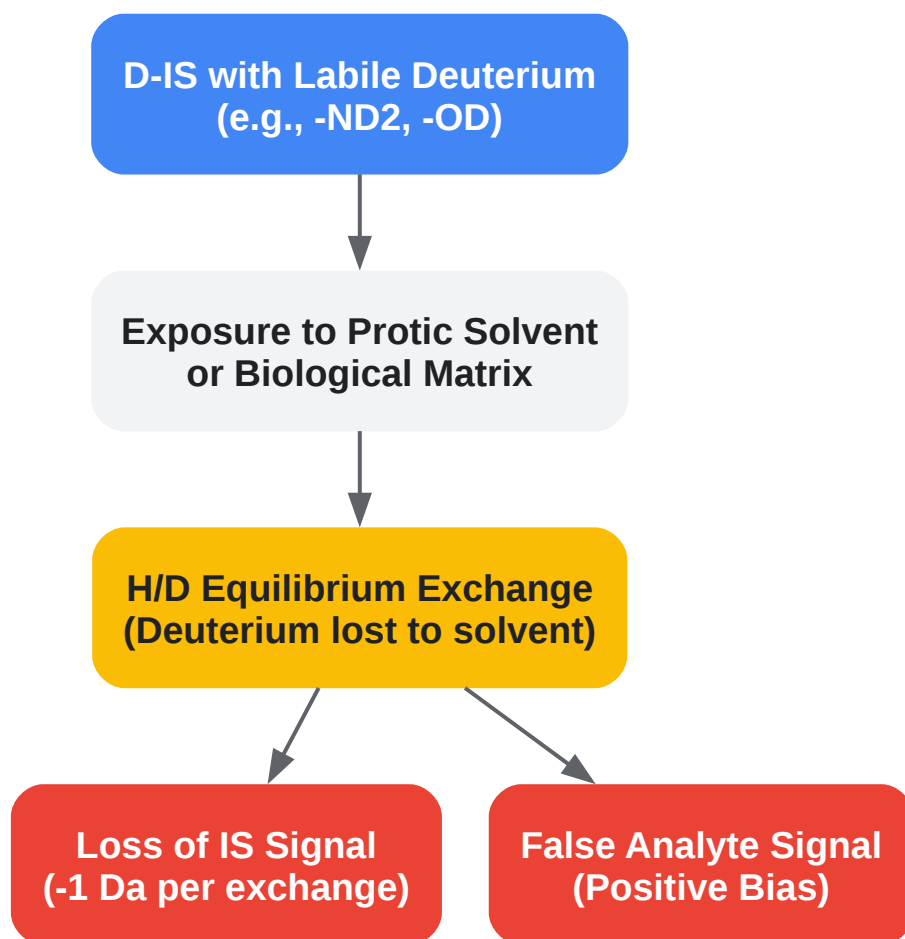 D-IS with Labile Deuterium
(e.g., -ND2, -OD)
Exposure to Protic Solvent
or Biological Matrix
H/D Equilibrium Exchange
(Deuterium lost to solvent)
Loss of IS Signal
(-1 Da per exchange)
False Analyte Signal
(Positive Bias)